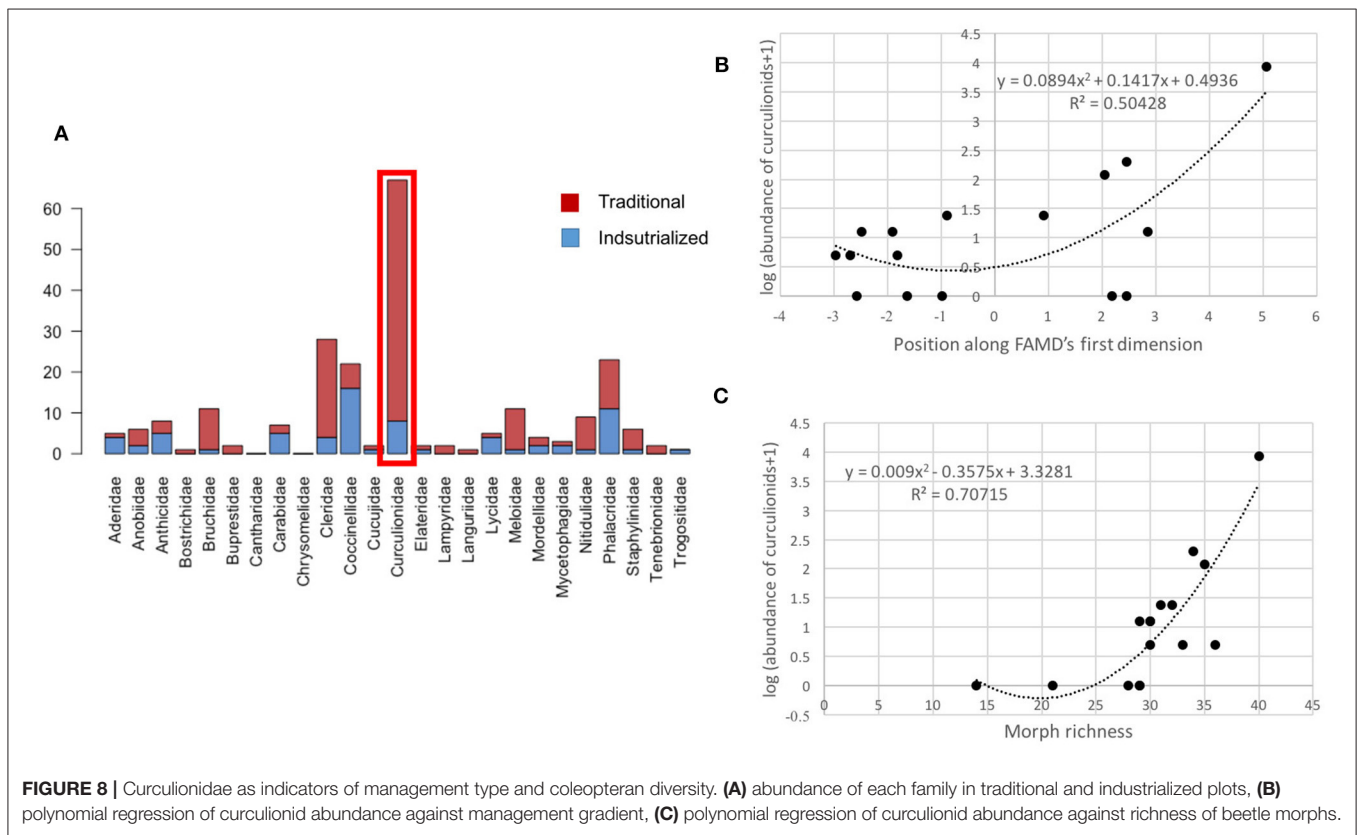 A
60
50
40
30
20
10
0
Traditional
Indsutrialized
Aderidae
Anobiidae
Anthicidae
Bostrichidae
Bruchidae
Buprestidae
Cantharidae
Carabidae
Chrysomelidae
Cleridae
Coccinellidae
Cucujidae
Curculionidae
Elateridae
Lampyridae
Languriidae
Lycidae
Meloidae
Mordellidae
Mycetophagidae
Nitidulidae
Phalacridae
Staphylinidae
Tenebrionidae
Trogositidae
B
log (abundance of curculionids+1)
4.5
4
3.5
3
2.5
2
1.5
1
0.5
0
y = 0.0894x² + 0.1417x + 0.4936
R² = 0.50428
-4 -3 -2 -1 0 1 2 3 4 5 6
Position along FAMD's first dimension
C
log (abundance of curculionids+1)
4.5
4
3.5
3
2.5
2
1.5
1
0.5
0
-0.5
y = 0.009x² - 0.3575x + 3.3281
R² = 0.70715
0 5 10 15 20 25 30 35 40 45
Morph richness
FIGURE 8 | Curculionidae as indicators of management type and coleopteran diversity. (A) abundance of each family in traditional and industrialized plots, (B)
polynomial regression of curculionid abundance against management gradient, (C) polynomial regression of curculionid abundance against richness of beetle morphs.